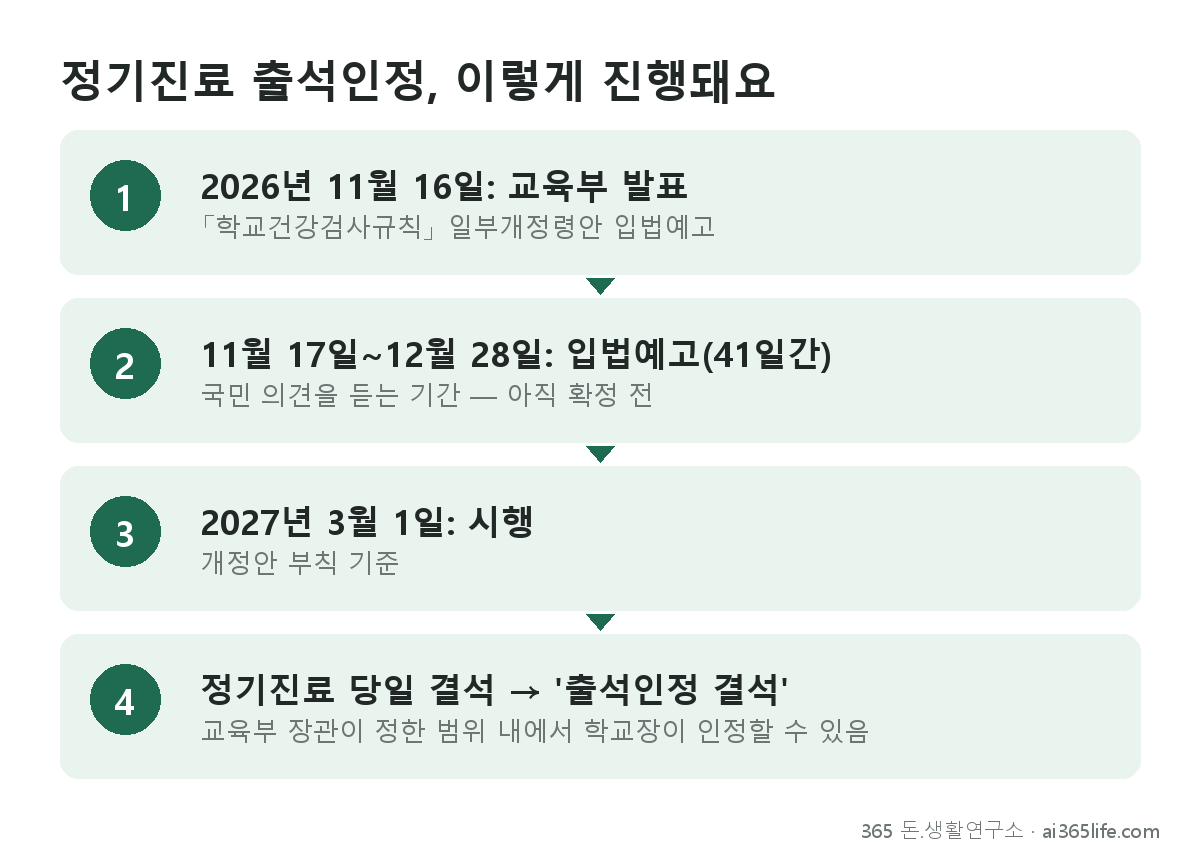 정기진료 출석인정, 이렇게 진행돼요
1
2026년 11월 16일: 교육부 발표
「학교건강검사규칙」 일부개정령안 입법예고
2
11월 17일~12월 28일: 입법예고(41일간)
국민 의견을 듣는 기간 — 아직 확정 전
3
2027년 3월 1일: 시행
개정안 부칙 기준
4
정기진료 당일 결석 → '출석인정 결석'
교육부 장관이 정한 범위 내에서 학교장이 인정할 수 있음
365 돈.생활연구소 · ai365life.com